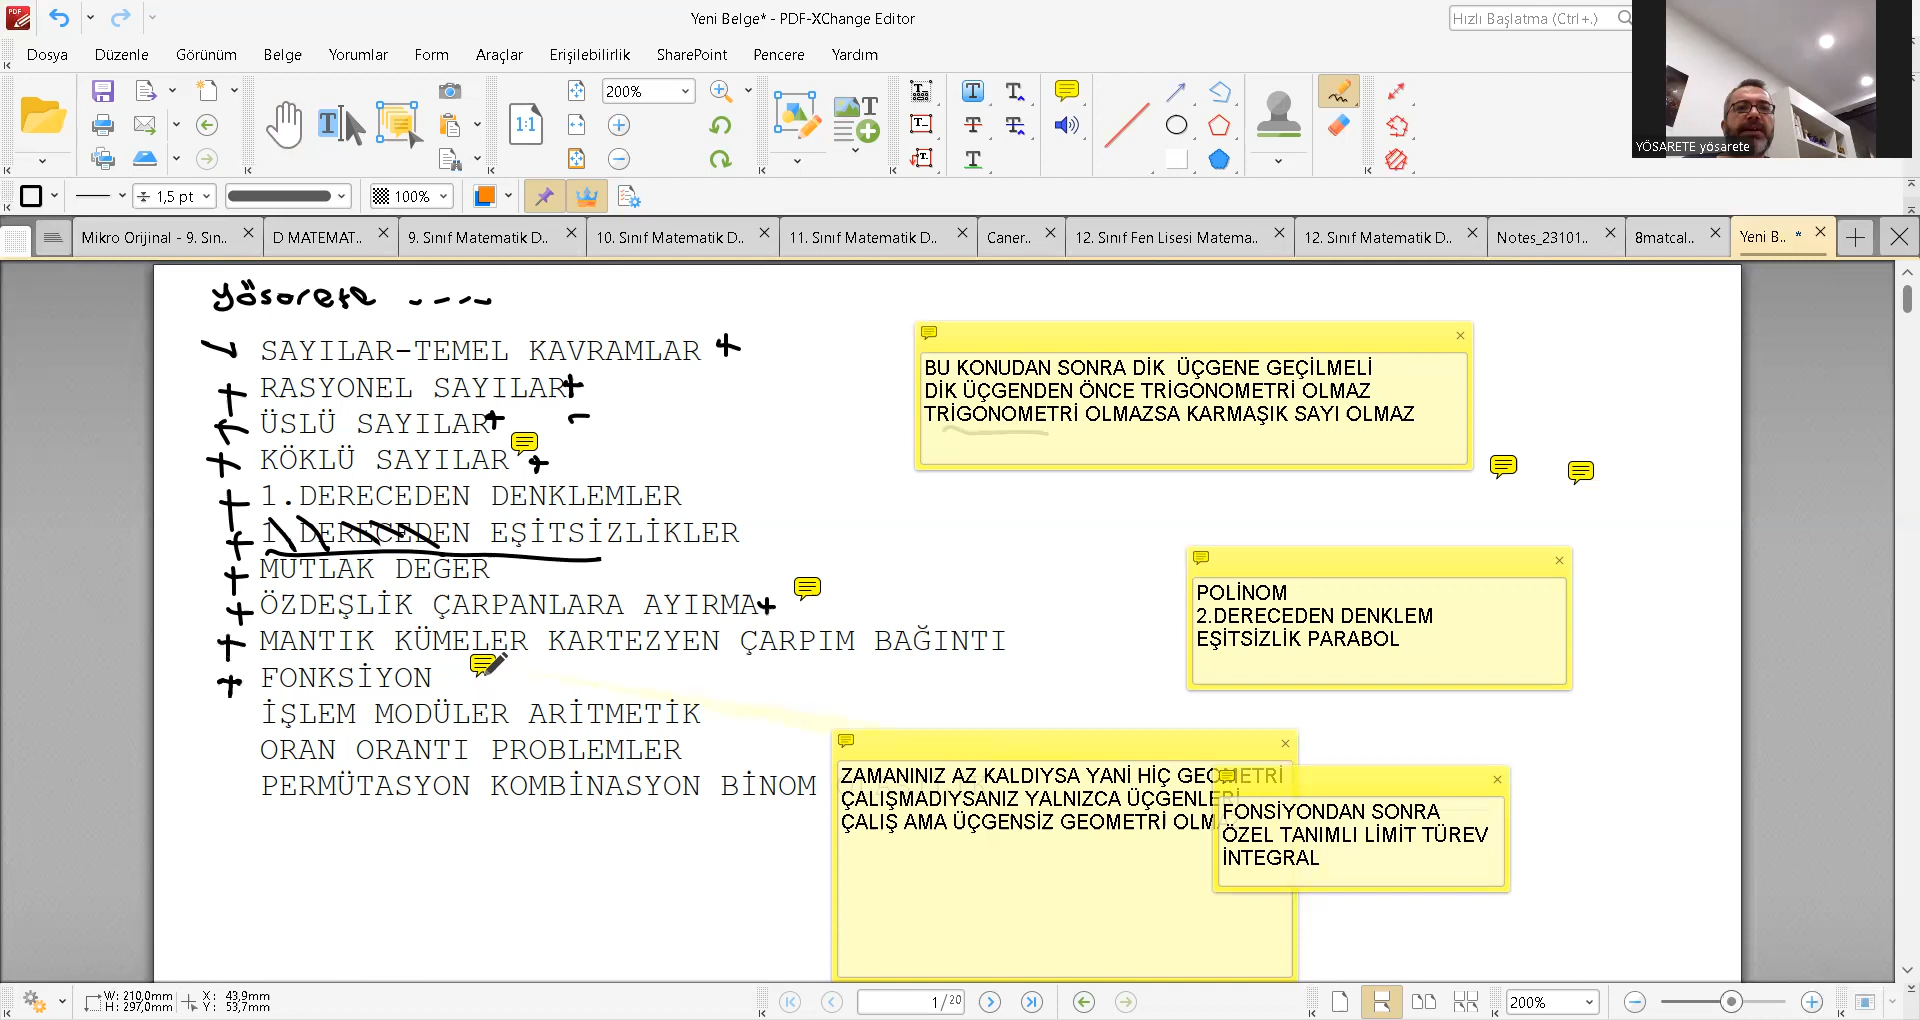 Yeni Belge* - PDF-XChange Editor
Hızlı Başlatma (Ctrl+.)
Dosya Düzenle Görünüm Belge Yorumlar Form Araçlar Erişilebilirlik SharePoint Pencere Yardım
200%
1:1
YÖSARETE yösarete
1,5 pt
100%
Mikro Orijinal - 9. Sın..
D MATEMAT..
9. Sınıf Matematik D..
10. Sınıf Matematik D..
11. Sınıf Matematik D..
Caner..
12. Sınıf Fen Lisesi Matema..
12. Sınıf Matematik D..
Notes_23101..
8matcal..
Yeni B.. *
yösarete ----
SAYILAR-TEMEL KAVRAMLAR +
+ RASYONEL SAYILAR+
ÜSLÜ SAYILAR+
+ KÖKLÜ SAYILAR +
+ 1.DERECEDEN DENKLEMLER
+ 1.DERECEDEN EŞİTSİZLİKLER
+ MUTLAK DEĞER
+ ÖZDEŞLİK ÇARPANLARA AYIRMA+
+ MANTIK KÜMELER KARTEZYEN ÇARPIM BAĞINTI
+ FONKSİYON
İŞLEM MODÜLER ARİTMETİK
ORAN ORANTI PROBLEMLER
PERMÜTASYON KOMBİNASYON BİNOM
BU KONUDAN SONRA DİK ÜÇGENE GEÇİLMELİ
DİK ÜÇGENDEN ÖNCE TRİGONOMETRİ OLMAZ
TRİGONOMETRİ OLMAZSA KARMAŞIK SAYI OLMAZ
POLİNOM
2.DERECEDEN DENKLEM
EŞİTSİZLİK PARABOL
ZAMANINIZ AZ KALDIYSA YANİ HİÇ GEOMETRİ
ÇALIŞMADIYSANIZ YALNIZCA ÜÇGENLERİ
ÇALIŞ AMA ÜÇGENSİZ GEOMETRİ
FONSİYONDAN SONRA
ÖZEL TANIMLI LİMİT TÜREV
İNTEGRAL
W: 210,0mm
H: 297,0mm
X: 43,9mm
Y: 53,7mm
1/20
200%